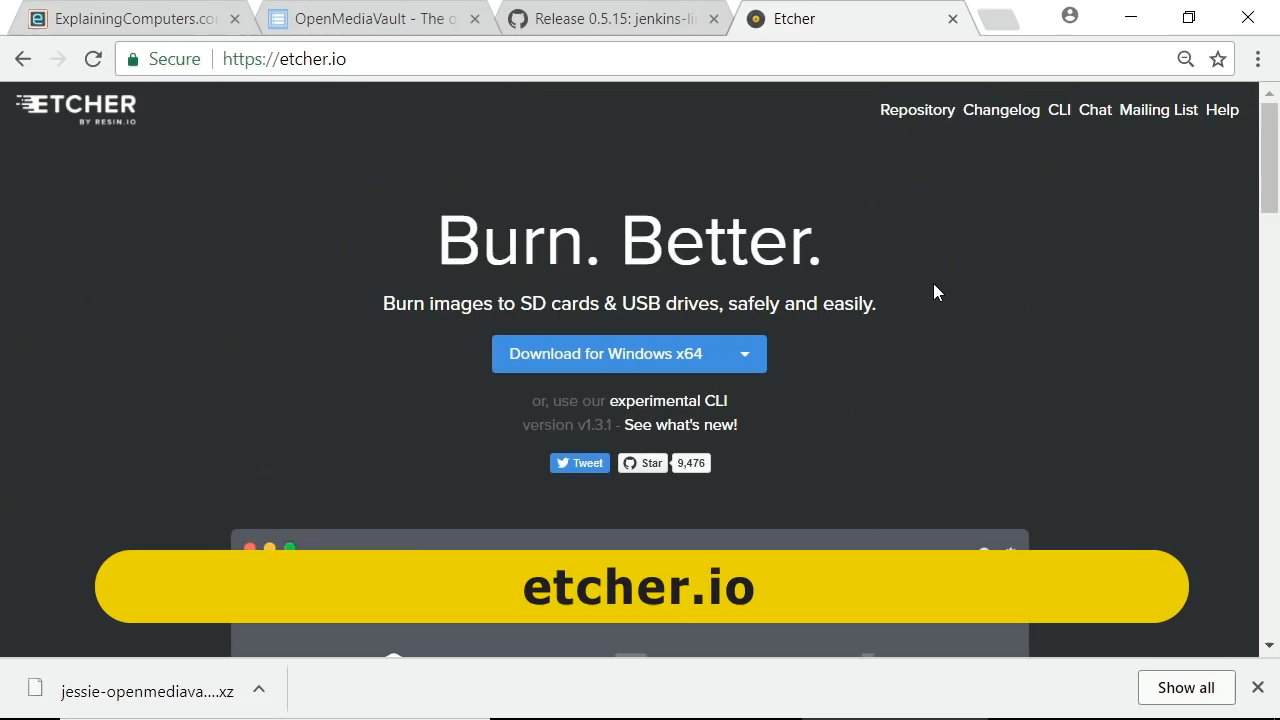 ExplainingComputers.co
OpenMediaVault - The o
Release 0.5.15: jenkins-li
Etcher
Secure
https://etcher.io
ETCHER
BY RESIN.IO
Repository Changelog CLI Chat Mailing List Help
Burn. Better.
Burn images to SD cards & USB drives, safely and easily.
Download for Windows x64
or, use our experimental CLI
version v1.3.1 - See what's new!
Tweet
Star
9,476
etcher.io
jessie-openmediava....xz
Show all